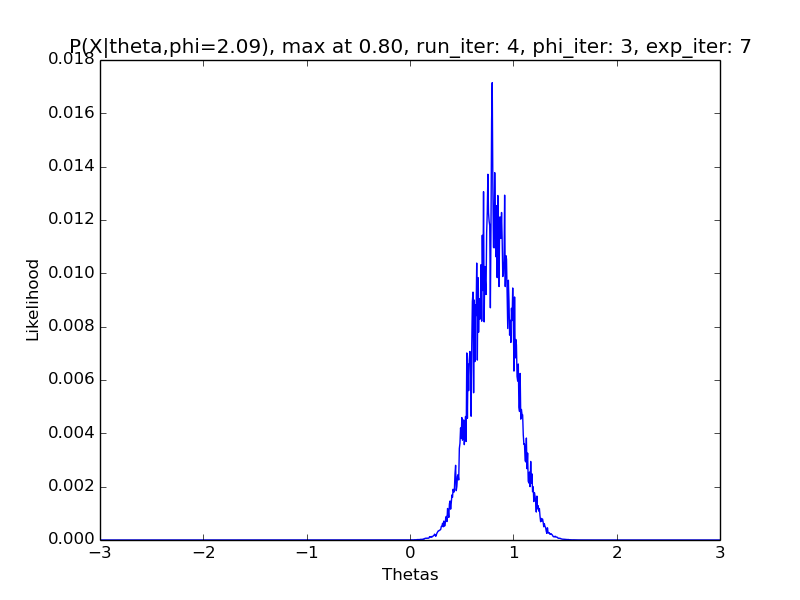 P(X|theta,phi=2.09), max at 0.80, run_iter: 4, phi_iter: 3, exp_iter: 7
0.018
0.016
0.014
0.012
0.010
0.008
0.006
0.004
0.002
0.000
Likelihood
−3 −2 −1 0 1 2 3
Thetas